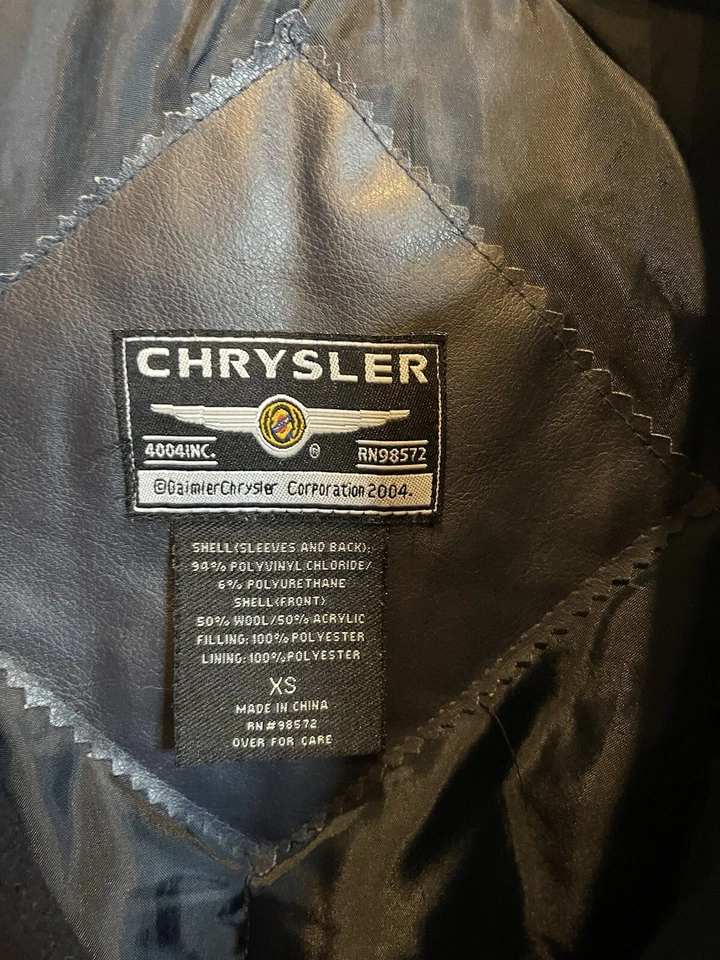 CHRYSLER
®
4004INC. RN98572
©DaimlerChrysler Corporation 2004.
SHELL(SLEEVES AND BACK):
94% POLYVINYL CHLORIDE/
6% POLYURETHANE
SHELL(FRONT)
50% WOOL/50% ACRYLIC
FILLING: 100% POLYESTER
LINING: 100% POLYESTER
XS
MADE IN CHINA
RN#98572
OVER FOR CARE